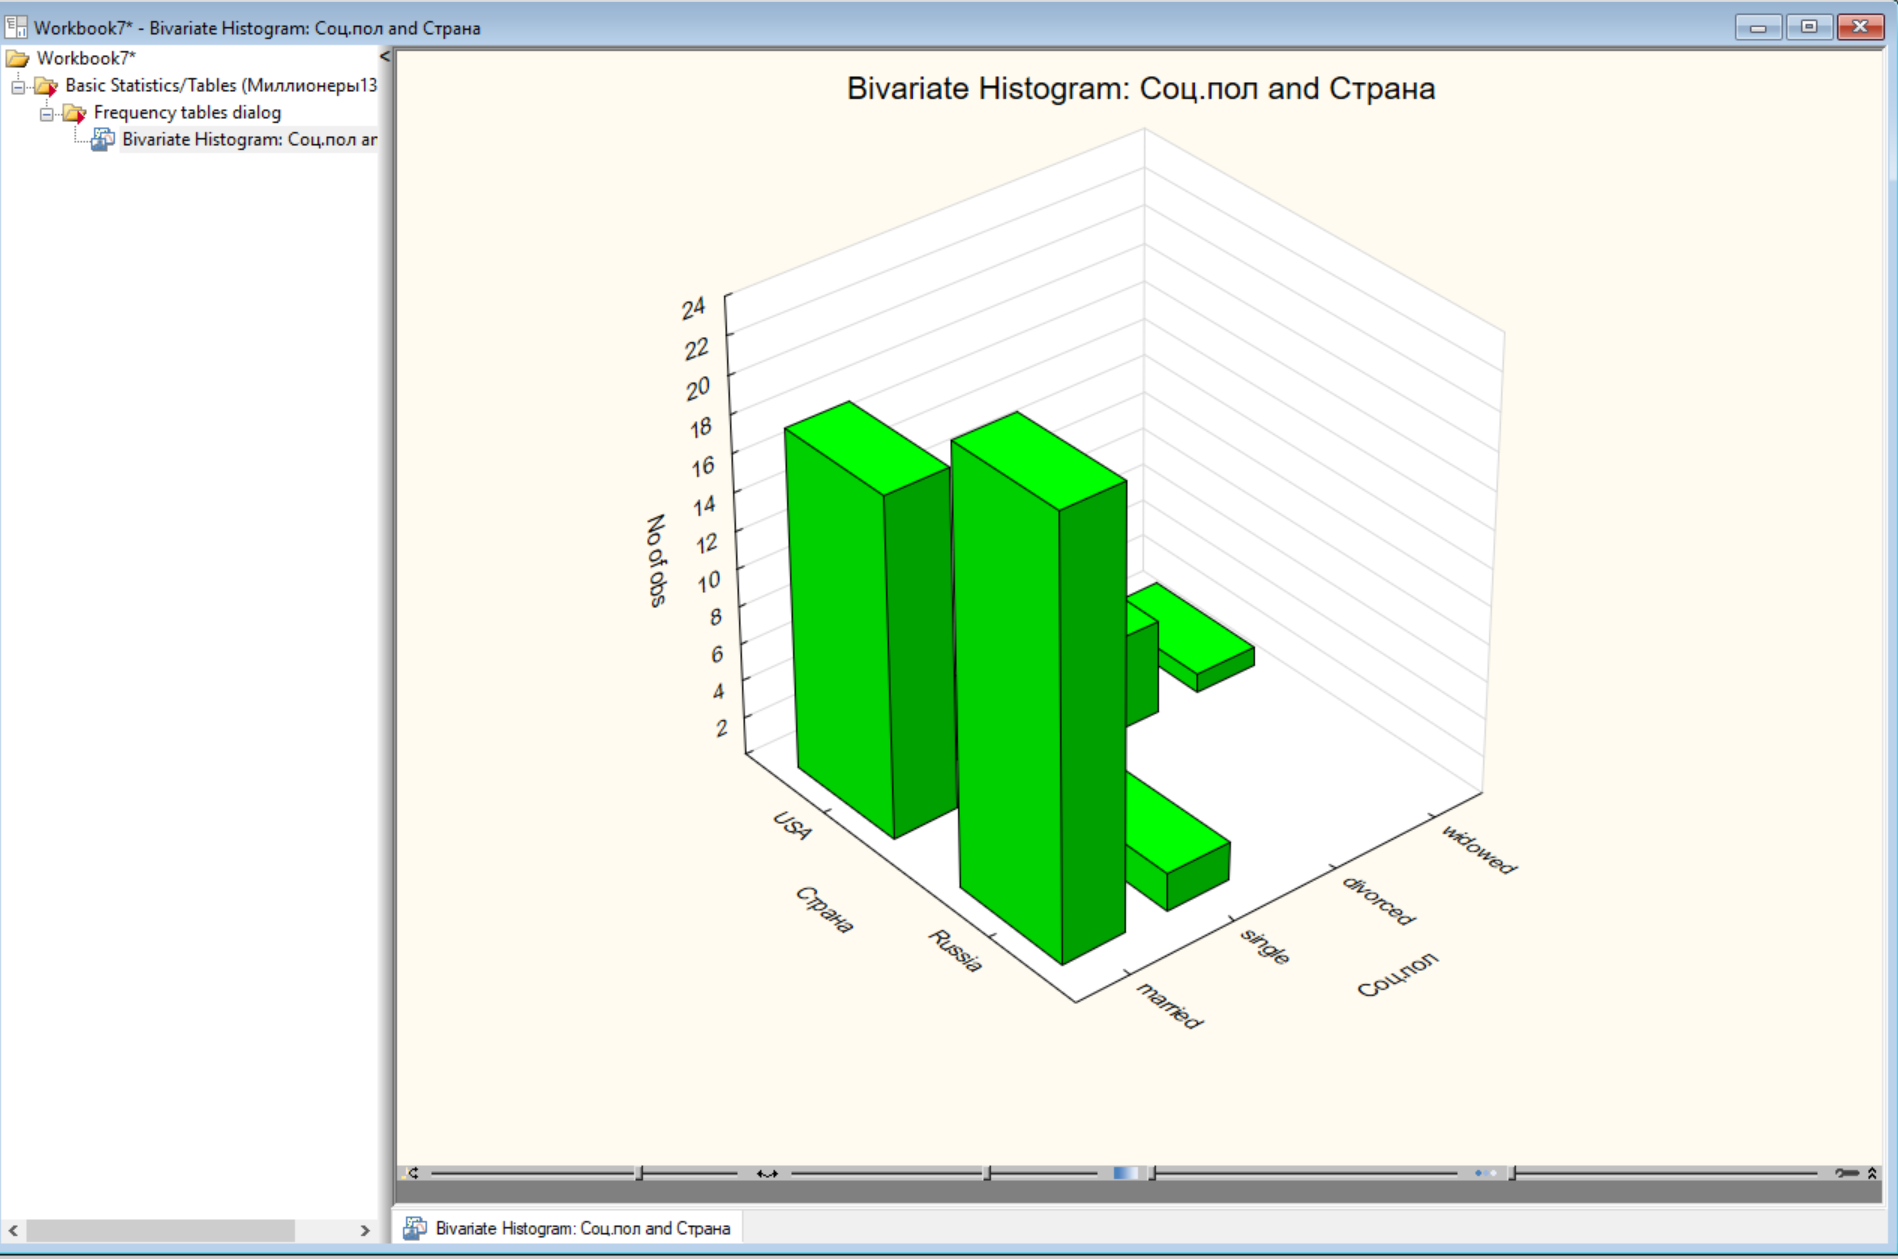 Workbook7* - Bivariate Histogram: Соц.пол and Страна
Workbook7*
Basic Statistics/Tables (Миллионеры13
Frequency tables dialog
Bivariate Histogram: Соц.пол ar
<
Bivariate Histogram: Соц.пол and Страна
24
22
20
18
16
14
12
10
8
6
4
2
No of obs
USA
Russia
Страна
married
single
divorced
widowed
Соц.пол
Bivariate Histogram: Соц.пол and Страна